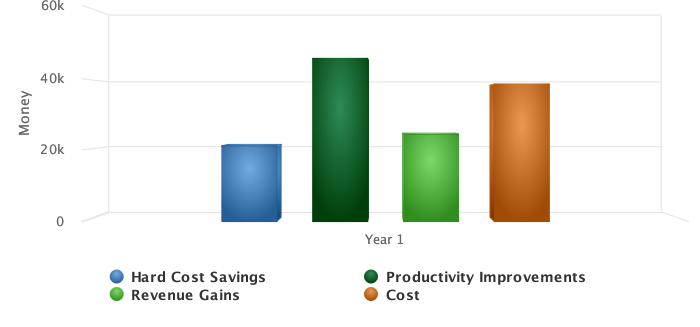 60k
40k
20k
0
Money
Year 1
Hard Cost Savings
Productivity Improvements
Revenue Gains
Cost